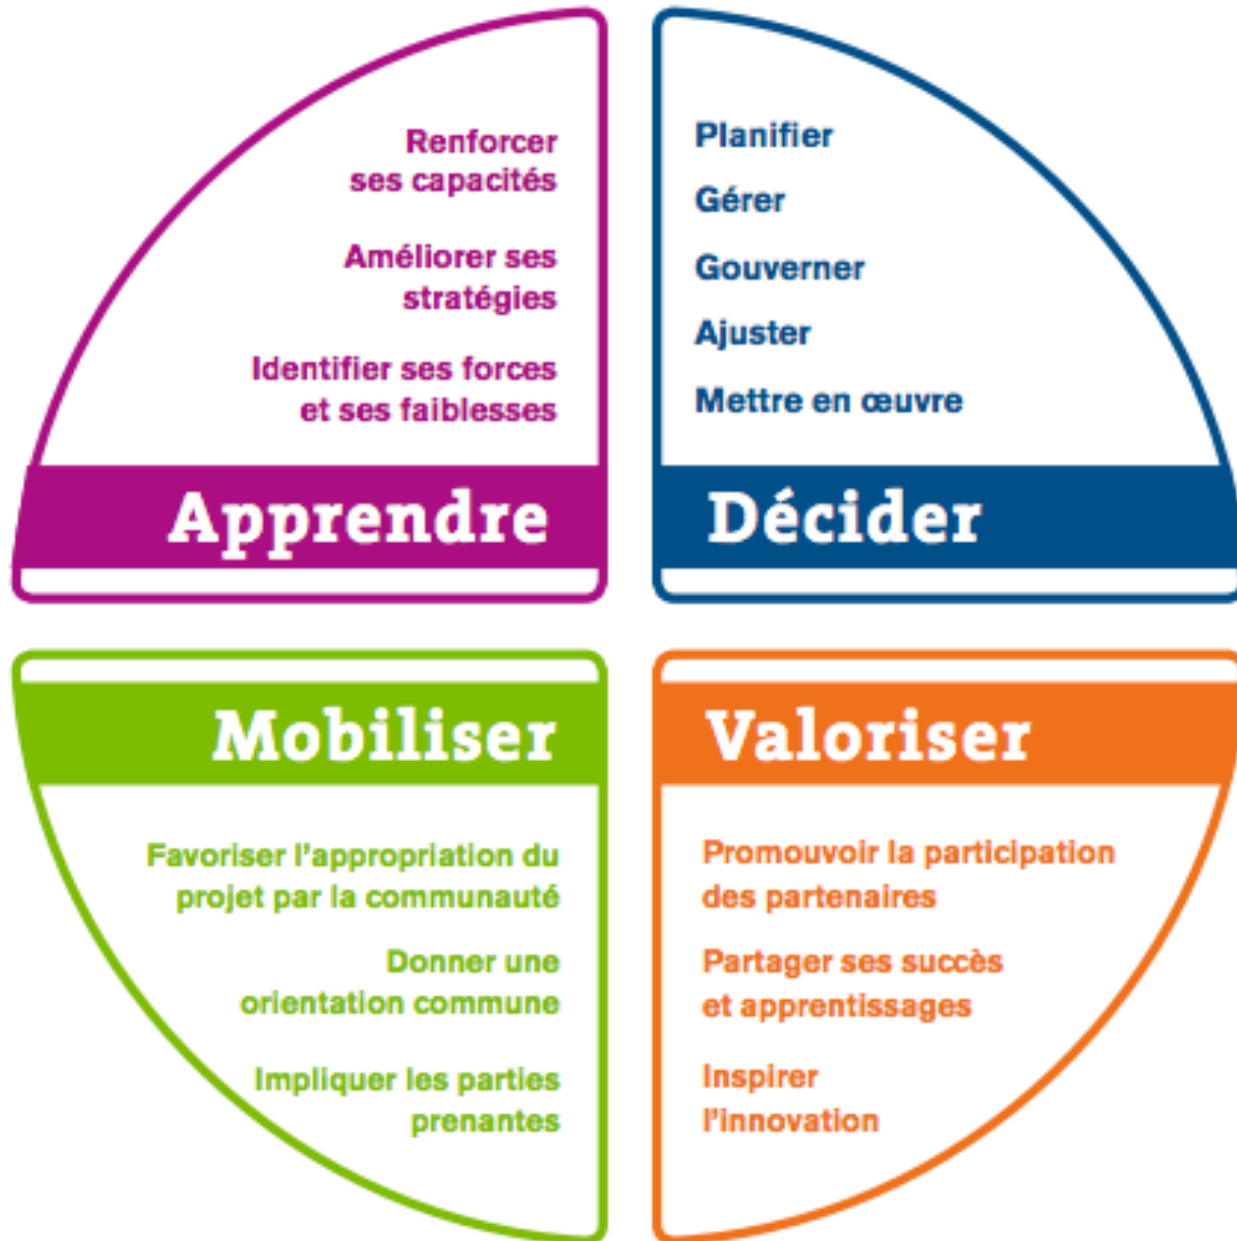 Renforcer
ses capacités
Améliorer ses
stratégies
Identifier ses forces
et ses faiblesses
Apprendre
Planifier
Gérer
Gouverner
Ajuster
Mettre en œuvre
Décider
Mobiliser
Favoriser l'appropriation du
projet par la communauté
Donner une
orientation commune
Impliquer les parties
prenantes
Valoriser
Promouvoir la participation
des partenaires
Partager ses succès
et apprentissages
Inspirer
l'innovation